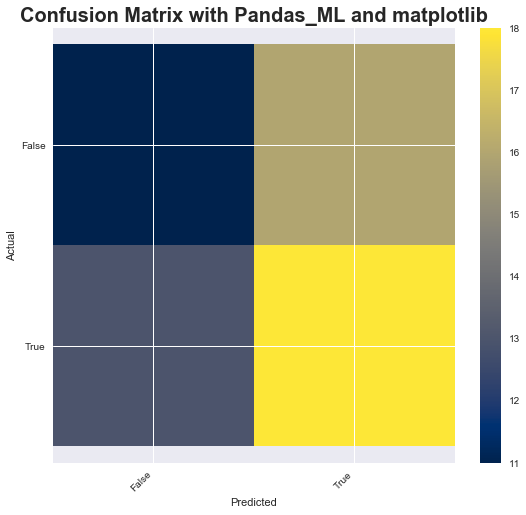 Confusion Matrix with Pandas_ML and matplotlib
18
17
16
15
14
13
12
11
False
True
Actual
False
True
Predicted